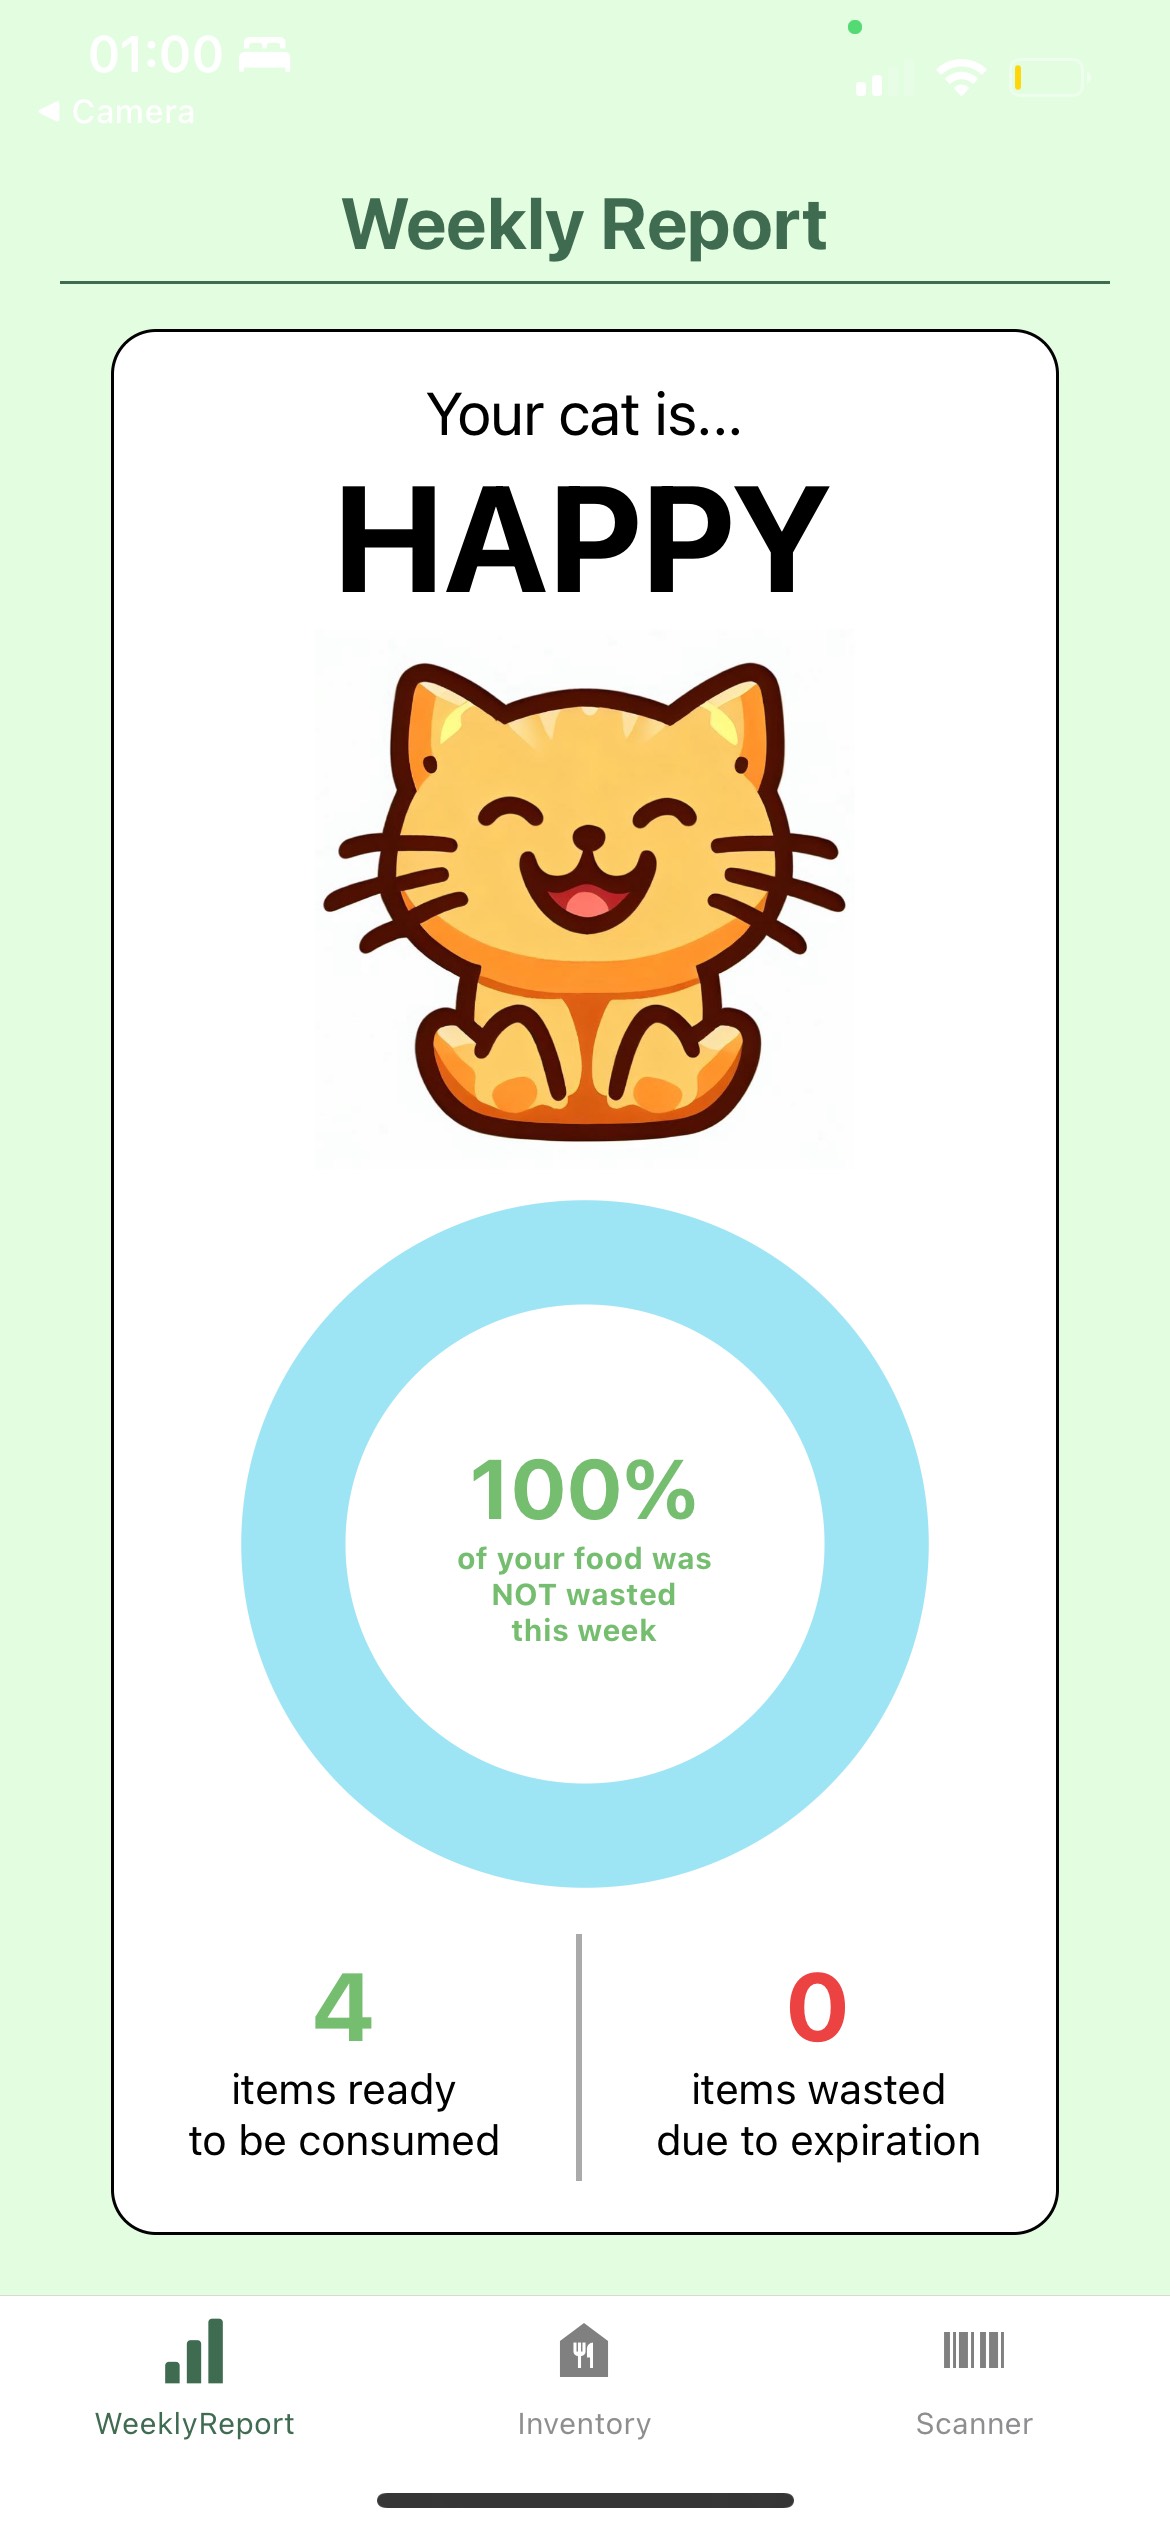 01:00
Camera
Weekly Report
Your cat is...
HAPPY
100%
of your food was
NOT wasted
this week
4
items ready
to be consumed
0
items wasted
due to expiration
WeeklyReport
Inventory
Scanner